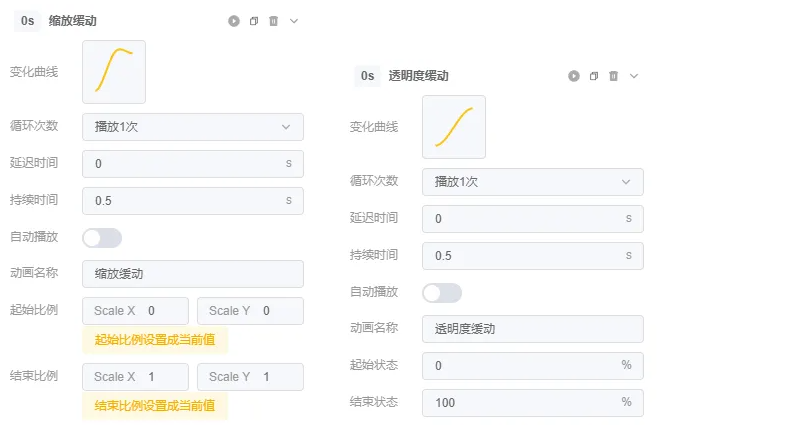 0s 缩放缓动
变化曲线
循环次数 播放1次
延迟时间 0 s
持续时间 0.5 s
自动播放
动画名称 缩放缓动
起始比例 Scale X 0 Scale Y 0
起始比例设置成当前值
结束比例 Scale X 1 Scale Y 1
结束比例设置成当前值
0s 透明度缓动
变化曲线
循环次数 播放1次
延迟时间 0 s
持续时间 0.5 s
自动播放
动画名称 透明度缓动
起始状态 0 %
结束状态 100 %